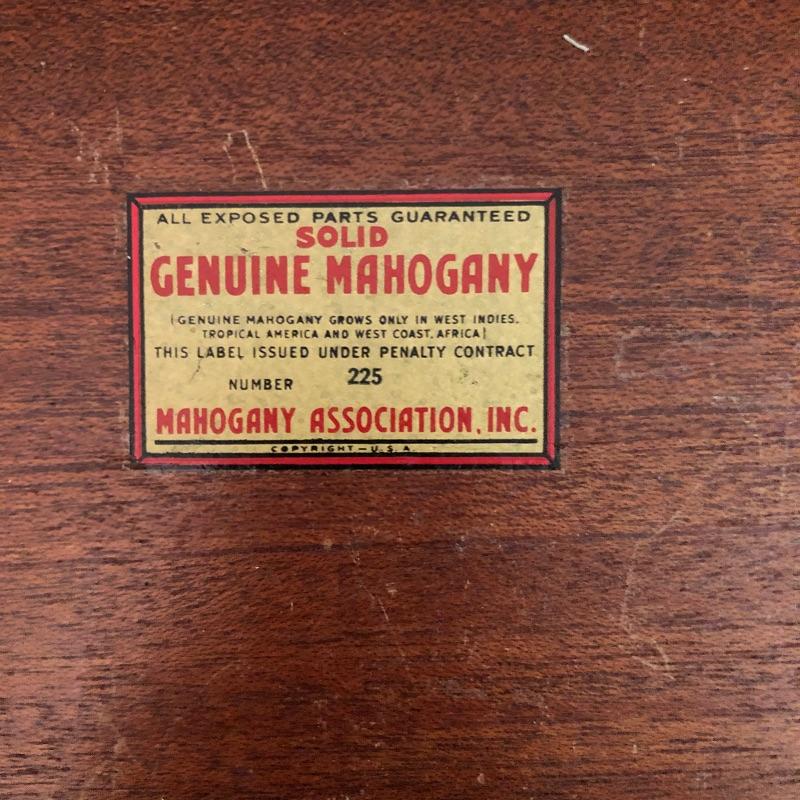 ALL EXPOSED PARTS GUARANTEED
SOLID
GENUINE MAHOGANY
(GENUINE MAHOGANY GROWS ONLY IN WEST INDIES,
TROPICAL AMERICA AND WEST COAST, AFRICA)
THIS LABEL ISSUED UNDER PENALTY CONTRACT
NUMBER 225
MAHOGANY ASSOCIATION, INC.
COPYRIGHT - U.S.A.